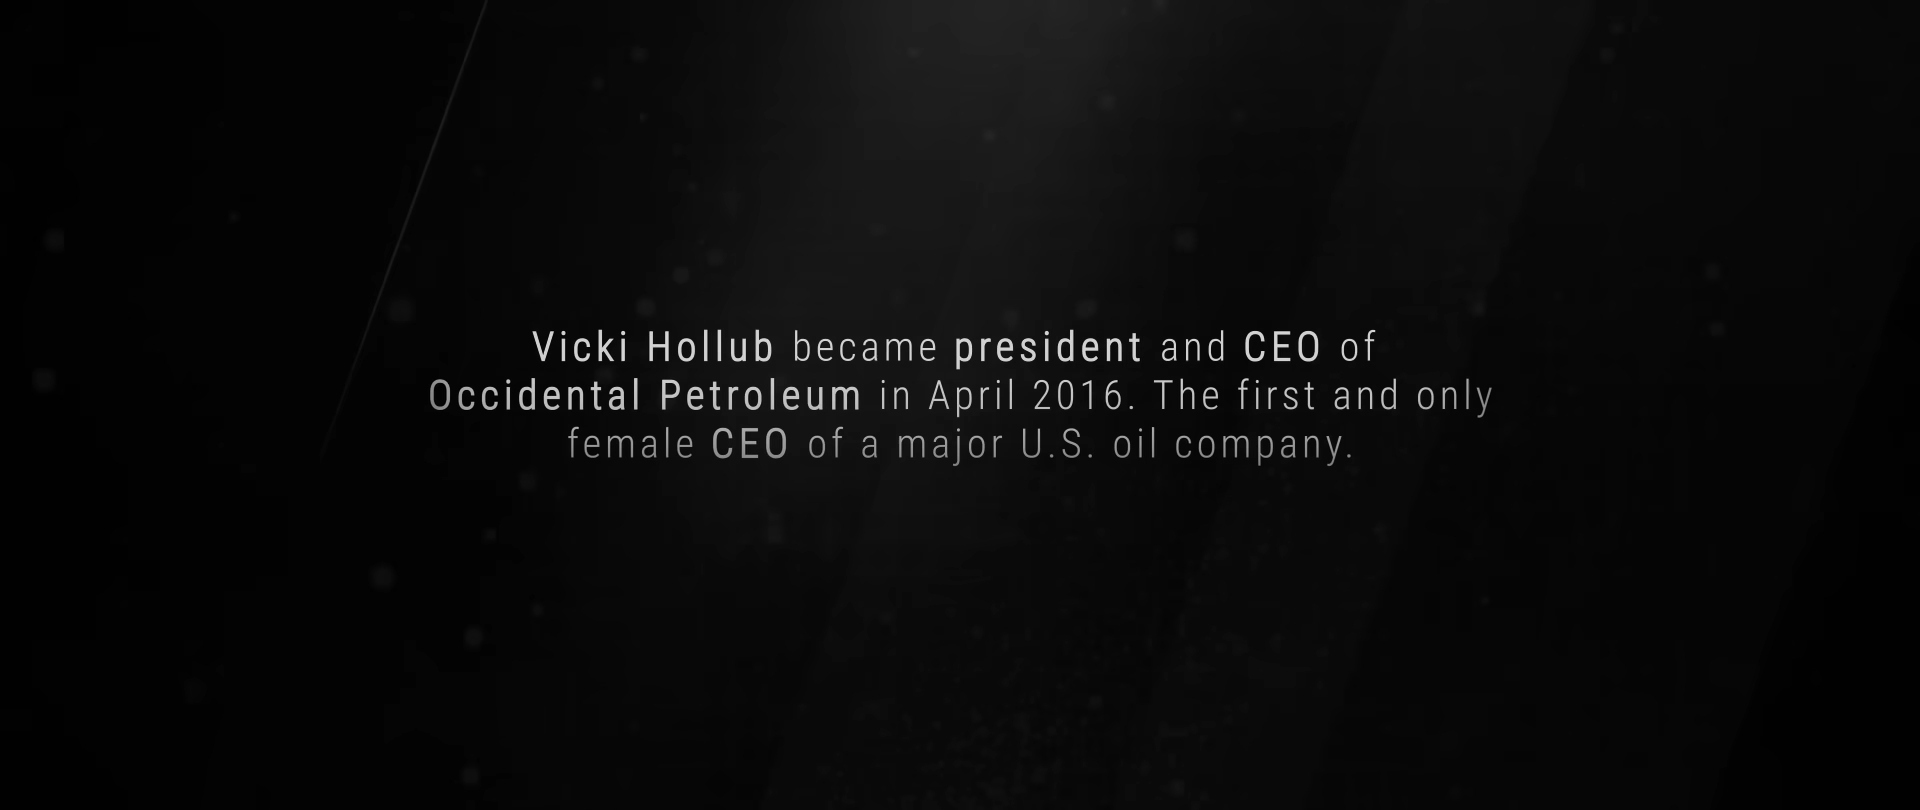 Vicki Hollub became president and CEO of
Occidental Petroleum in April 2016. The first and only
female CEO of a major U.S. oil company.